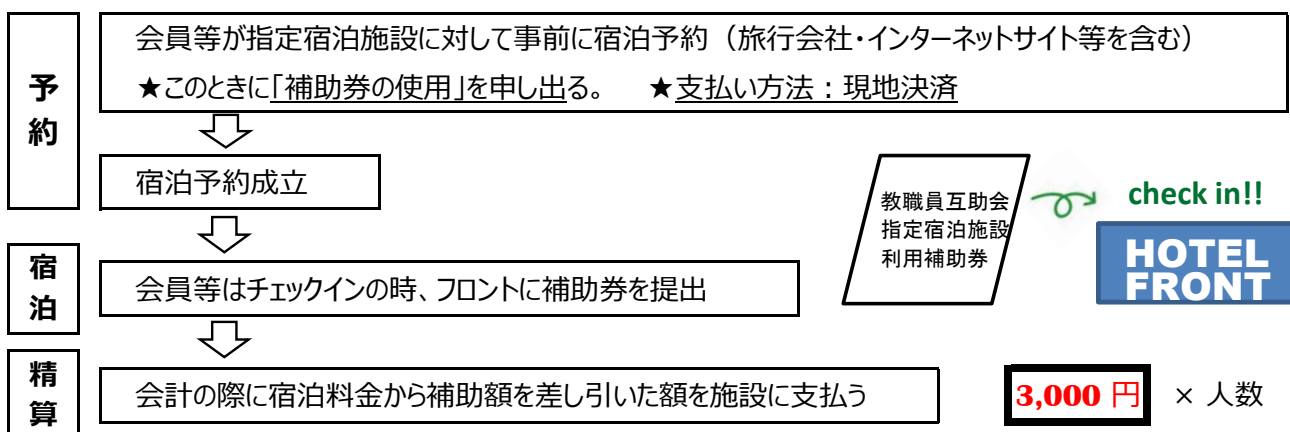 予約
会員等が指定宿泊施設に対して事前に宿泊予約（旅行会社・インターネットサイト等を含む）
★このときに「補助券の使用」を申し出る。 ★支払い方法：現地決済
宿泊予約成立
教職員互助会
指定宿泊施設
利用補助券
check in!!
HOTEL
FRONT
宿泊
会員等はチェックインの時、フロントに補助券を提出
精算
会計の際に宿泊料金から補助額を差し引いた額を施設に支払う
3,000 円 × 人数